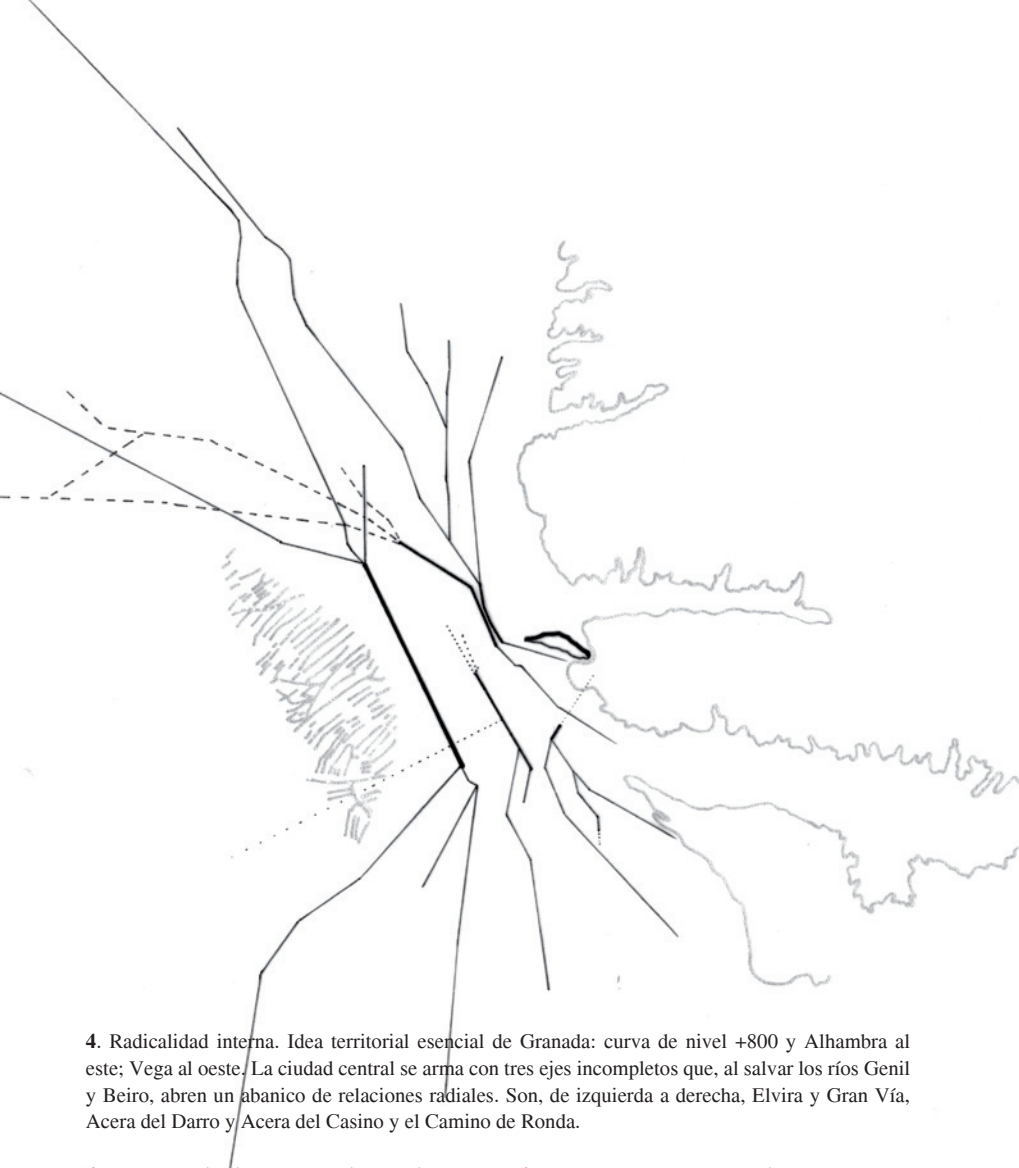 4. Radicalidad interna. Idea territorial esencial de Granada: curva de nivel +800 y Alhambra al
este; Vega al oeste. La ciudad central se arma con tres ejes incompletos que, al salvar los ríos Genil
y Beiro, abren un abanico de relaciones radiales. Son, de izquierda a derecha, Elvira y Gran Vía,
Acera del Darro y Acera del Casino y el Camino de Ronda.